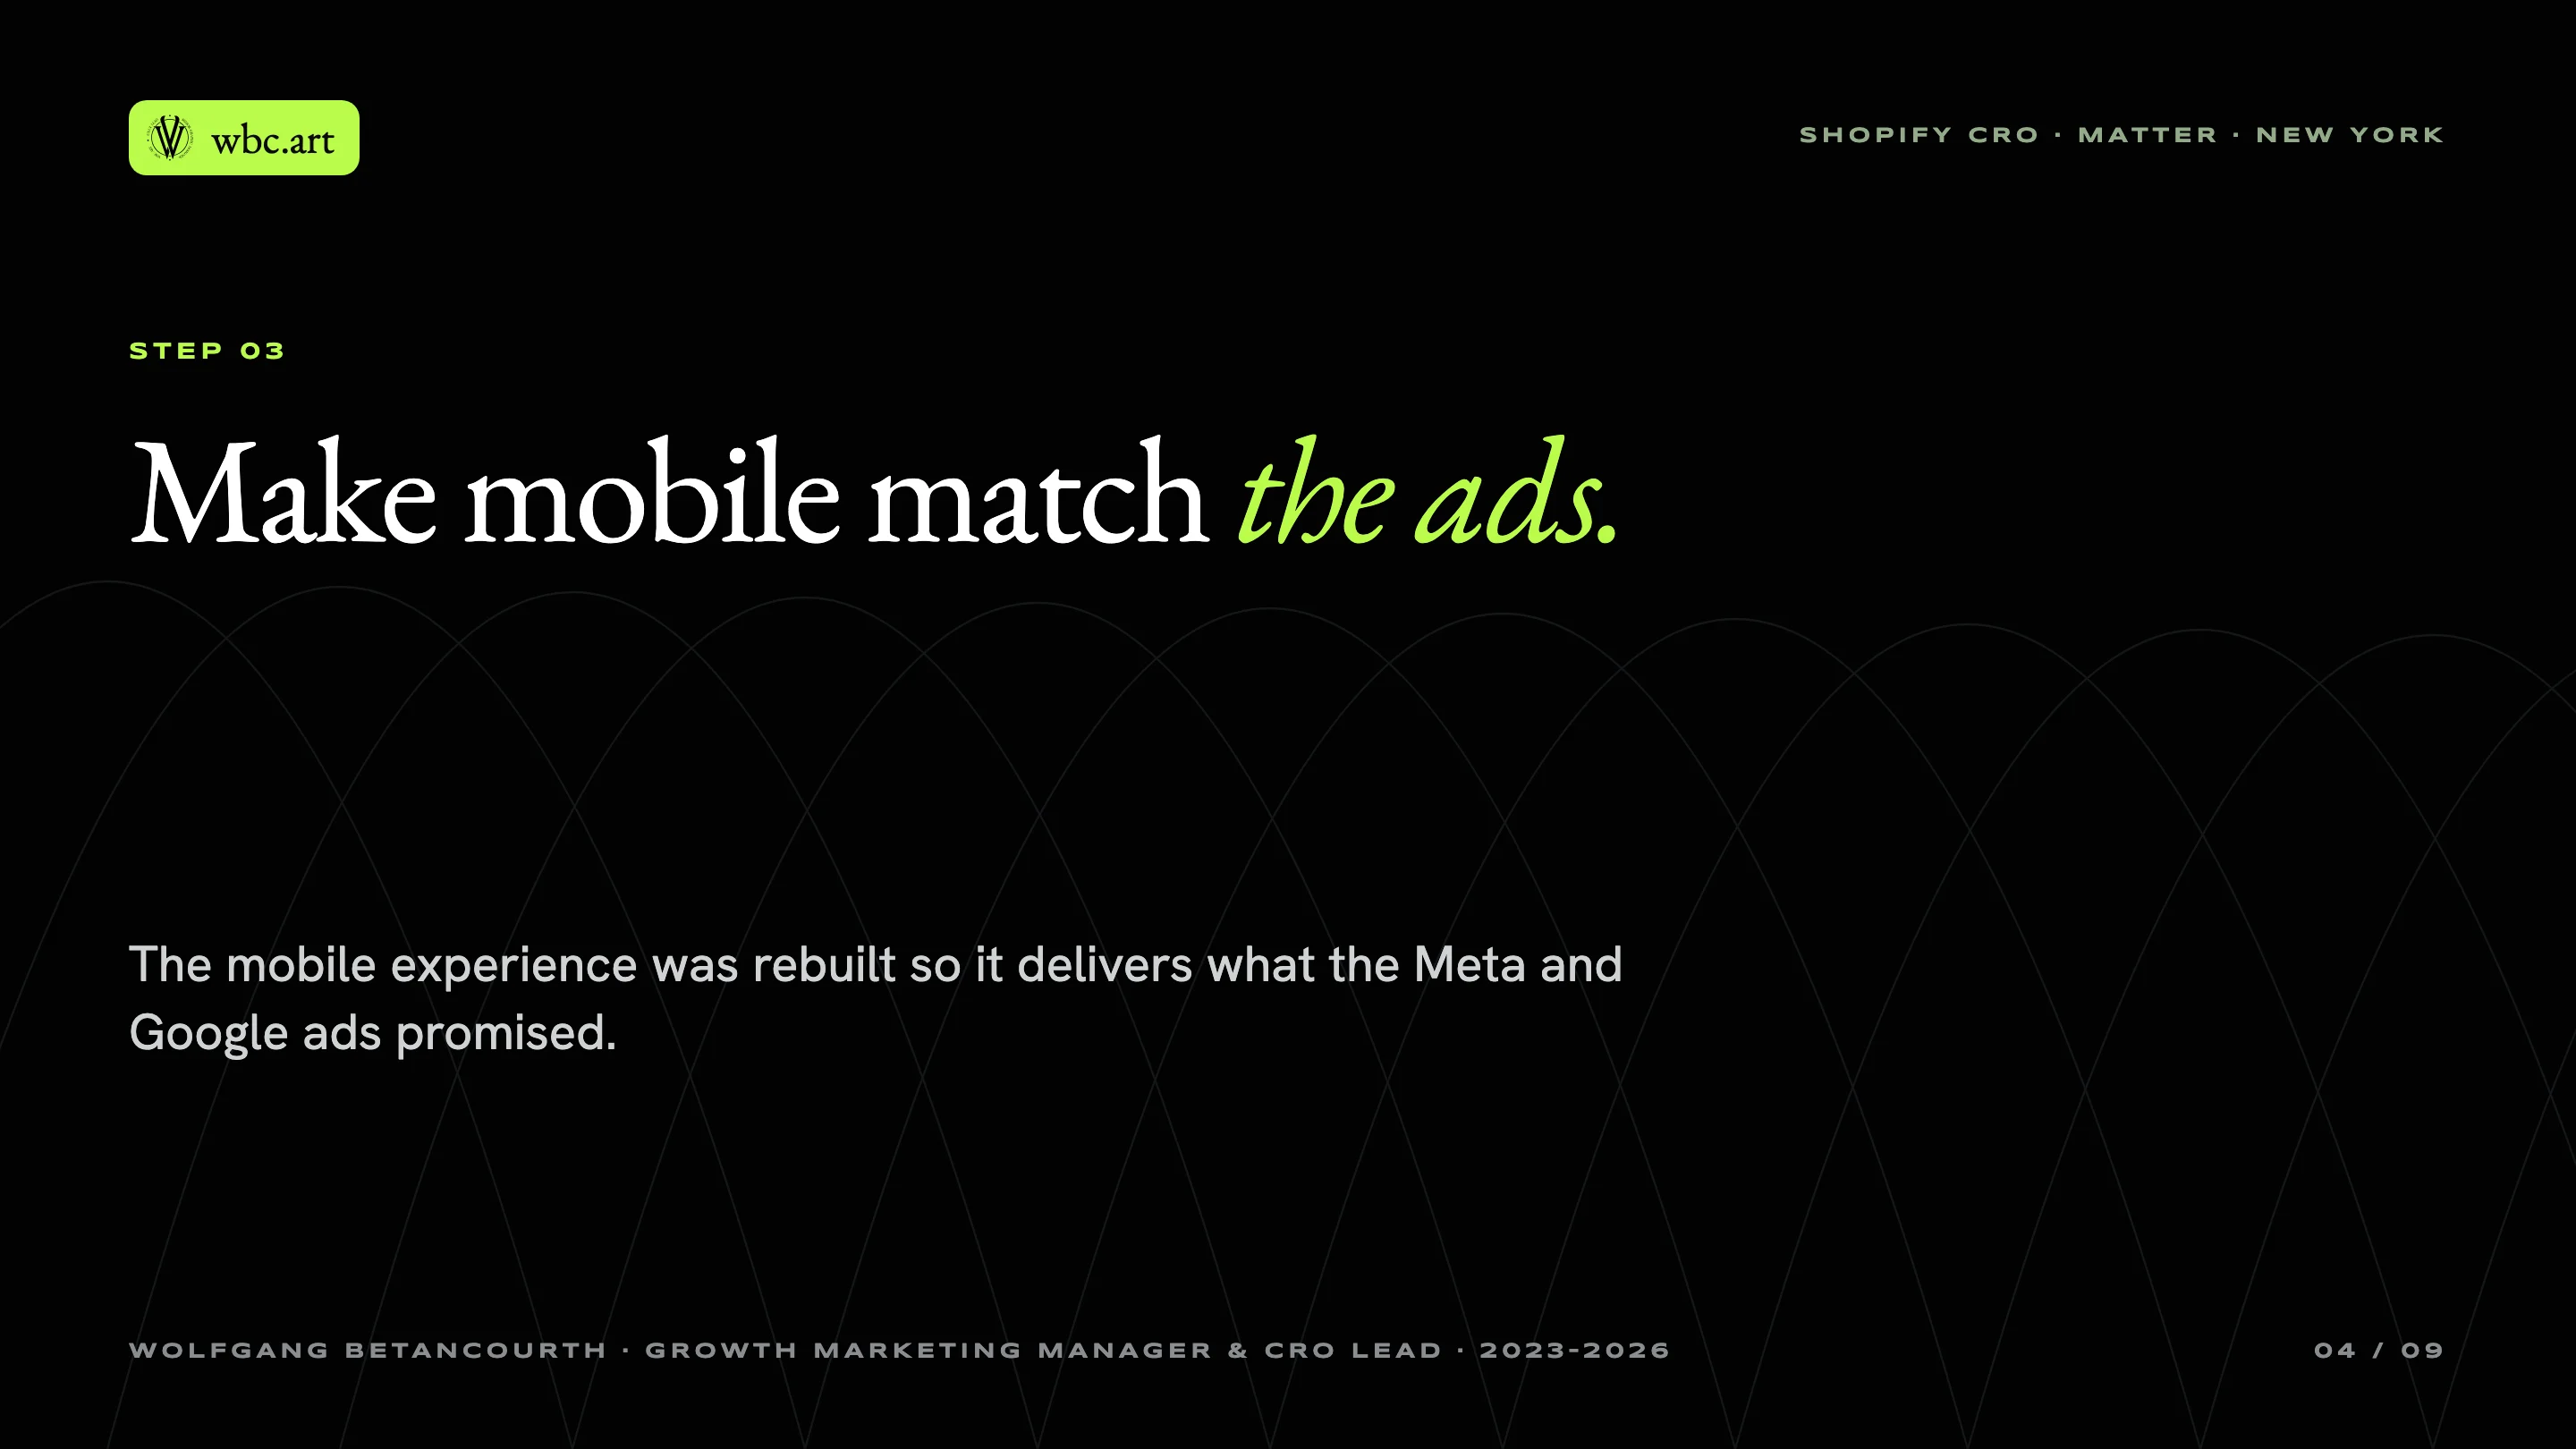 wbc.art
SHOPIFY CRO · MATTER · NEW YORK
STEP 03
Make mobile match the ads.
The mobile experience was rebuilt so it delivers what the Meta and
Google ads promised.
WOLFGANG BETANCOURTH · GROWTH MARKETING MANAGER & CRO LEAD · 2023-2026
04 / 09